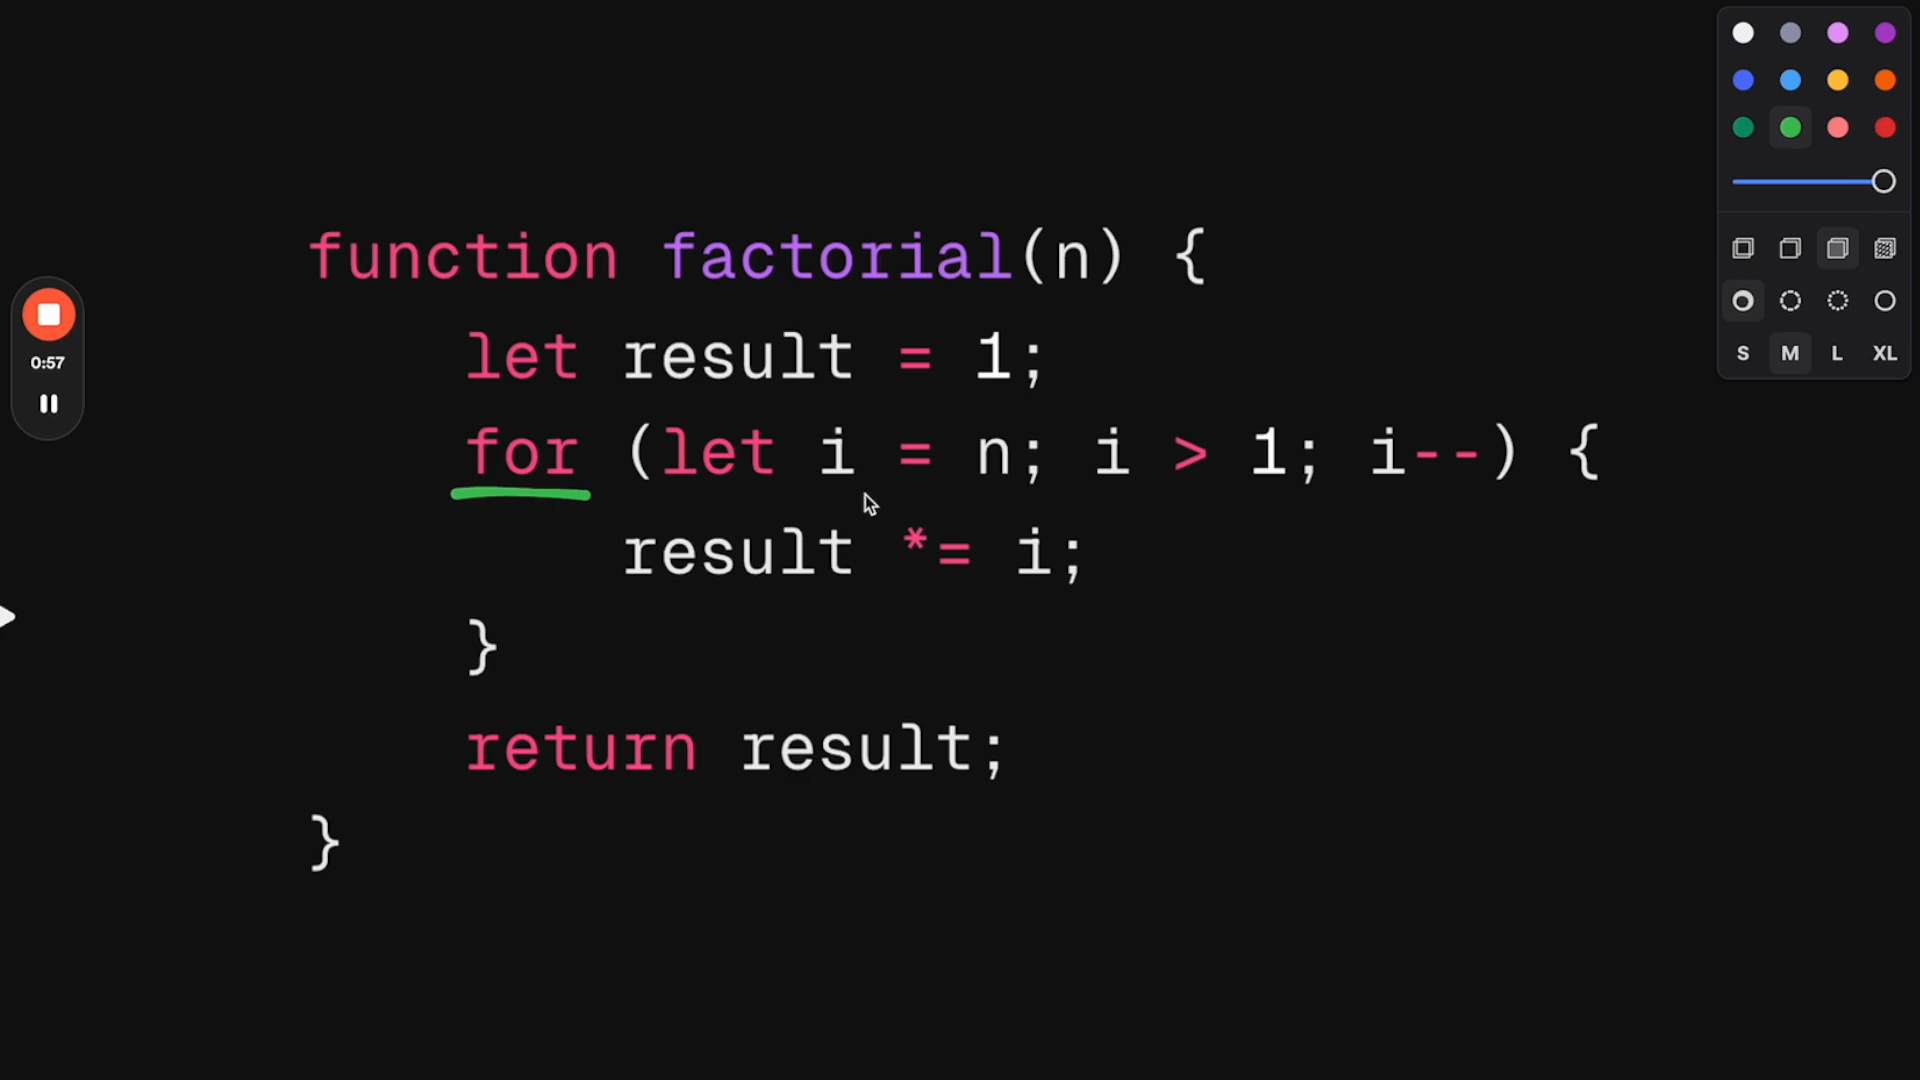 function factorial(n) {
let result = 1;
for (let i = n; i > 1; i--) {
result *= i;
}
return result;
}
0:57
S M L XL